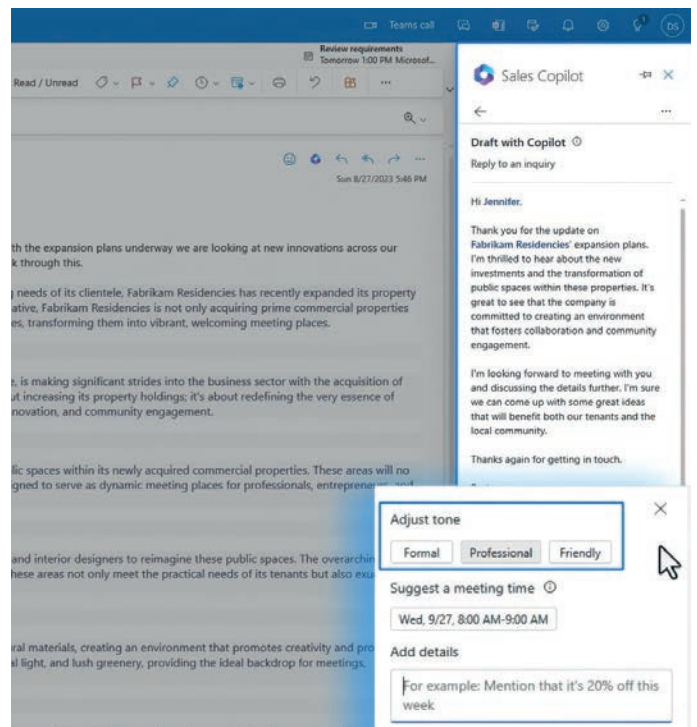 Teams call
DS
Review requirements
Tomorrow 1:00 PM Microsof...
Read / Unread
Sun 8/27/2023 5:46 PM
th the expansion plans underway we are looking at new innovations across our
k through this.
needs of its clientele, Fabrikam Residencies has recently expanded its property
ative, Fabrikam Residencies is not only acquiring prime commercial properties
es, transforming them into vibrant, welcoming meeting places.
, is making significant strides into the business sector with the acquisition of
ut increasing its property holdings; it's about redefining the very essence of
novation, and community engagement.
lic spaces within its newly acquired commercial properties. These areas will no
gned to serve as dynamic meeting places for professionals, entrepreneurs, and
and interior designers to reimagine these public spaces. The overarchin
hese areas not only meet the practical needs of its tenants but also exu
ral materials, creating an environment that promotes creativity and pro
al light, and lush greenery, providing the ideal backdrop for meetings,
Sales Copilot
Draft with Copilot
Reply to an inquiry
Hi Jennifer,
Thank you for the update on
Fabrikam Residencies' expansion plans.
I'm thrilled to hear about the new
investments and the transformation of
public spaces within these properties. It's
great to see that the company is
committed to creating an environment
that fosters collaboration and community
engagement.
I'm looking forward to meeting with you
and discussing the details further. I'm sure
we can come up with some great ideas
that will benefit both our tenants and the
local community.
Thanks again for getting in touch.
Adjust tone
Formal Professional Friendly
Suggest a meeting time
Wed, 9/27, 8:00 AM-9:00 AM
Add details
For example: Mention that it's 20% off this
week